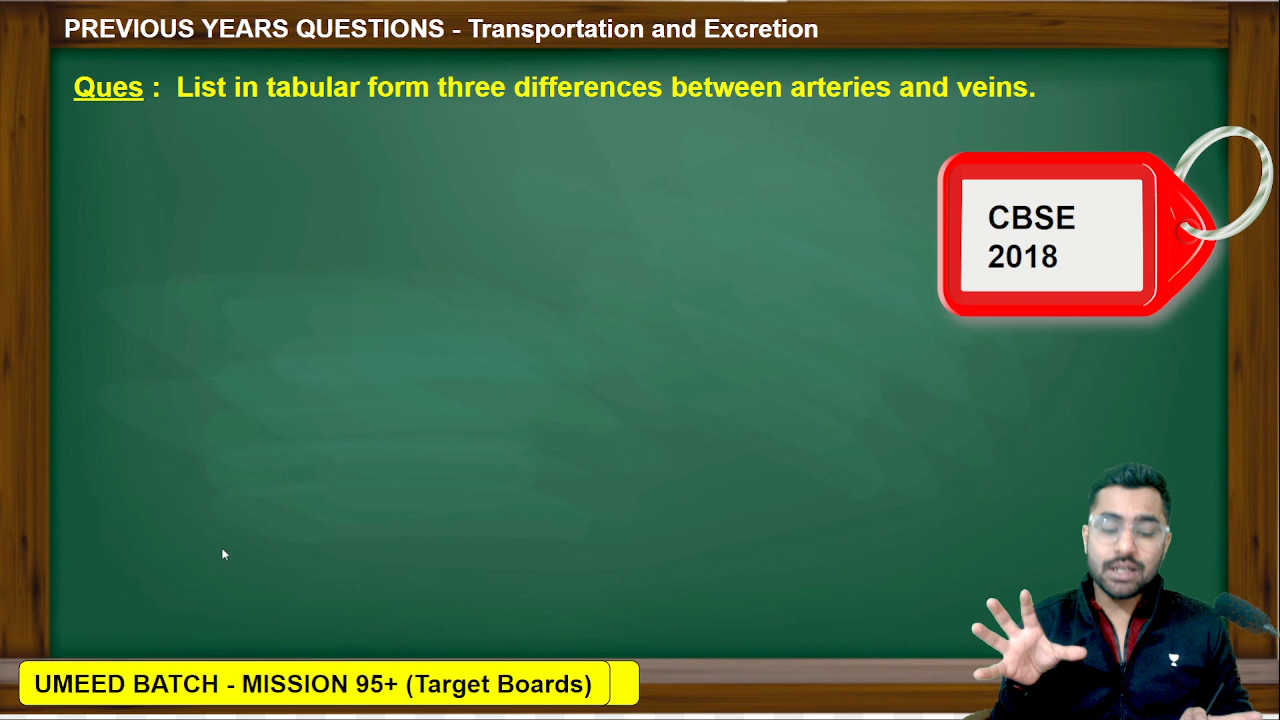 PREVIOUS YEARS QUESTIONS - Transportation and Excretion
Ques : List in tabular form three differences between arteries and veins.
CBSE
2018
UMEED BATCH - MISSION 95+ (Target Boards)